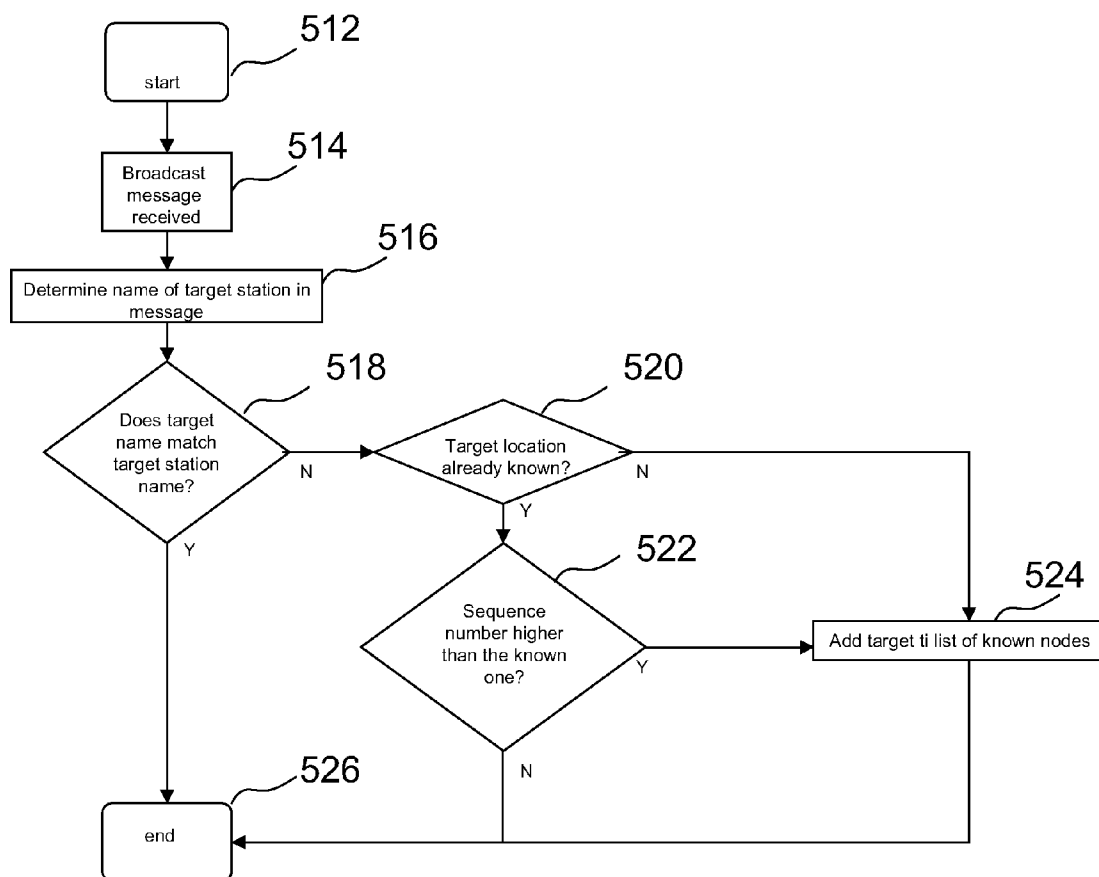 512
start
514
Broadcast
message
received
516
Determine name of target station in
message
518
Does target
name match
target station
name?
N
Y
520
Target location
already known?
N
Y
522
Sequence
number higher
than the known
one?
Y
N
524
Add target ti list of known nodes
526
end